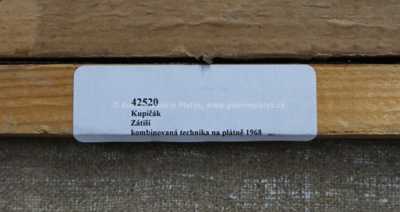 42520
Kupičák
Zátiší
kombinovaná technika na plátně 1968